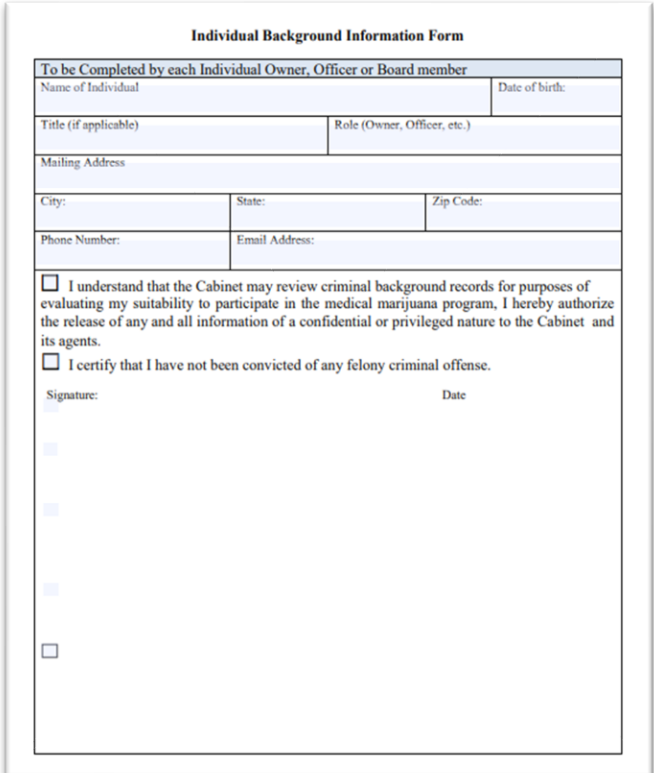 Individual Background Information Form
To be Completed by each Individual Owner, Officer or Board member
Name of Individual Date of birth:
Title (if applicable) Role (Owner, Officer, etc.)
Mailing Address
City: State: Zip Code:
Phone Number: Email Address:
I understand that the Cabinet may review criminal background records for purposes of
evaluating my suitability to participate in the medical marijuana program, I hereby authorize
the release of any and all information of a confidential or privileged nature to the Cabinet and
its agents.
I certify that I have not been convicted of any felony criminal offense.
Signature: Date